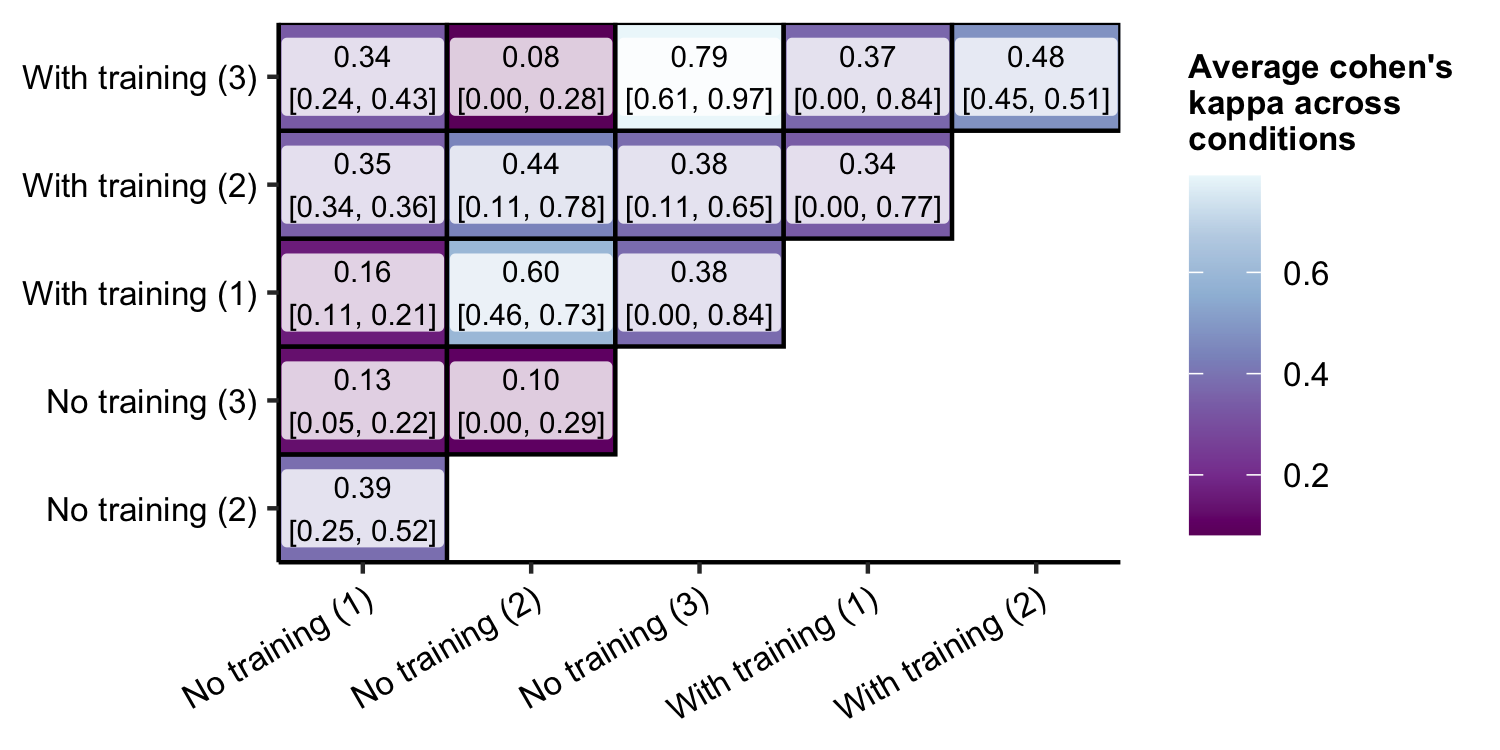 With training (3)
0.34
[0.24, 0.43]
0.08
[0.00, 0.28]
0.79
[0.61, 0.97]
0.37
[0.00, 0.84]
0.48
[0.45, 0.51]
With training (2)
0.35
[0.34, 0.36]
0.44
[0.11, 0.78]
0.38
[0.11, 0.65]
0.34
[0.00, 0.77]
With training (1)
0.16
[0.11, 0.21]
0.60
[0.46, 0.73]
0.38
[0.00, 0.84]
No training (3)
0.13
[0.05, 0.22]
0.10
[0.00, 0.29]
No training (2)
0.39
[0.25, 0.52]
No training (1)
No training (2)
No training (3)
With training (1)
With training (2)
Average cohen's
kappa across
conditions
0.6
0.4
0.2